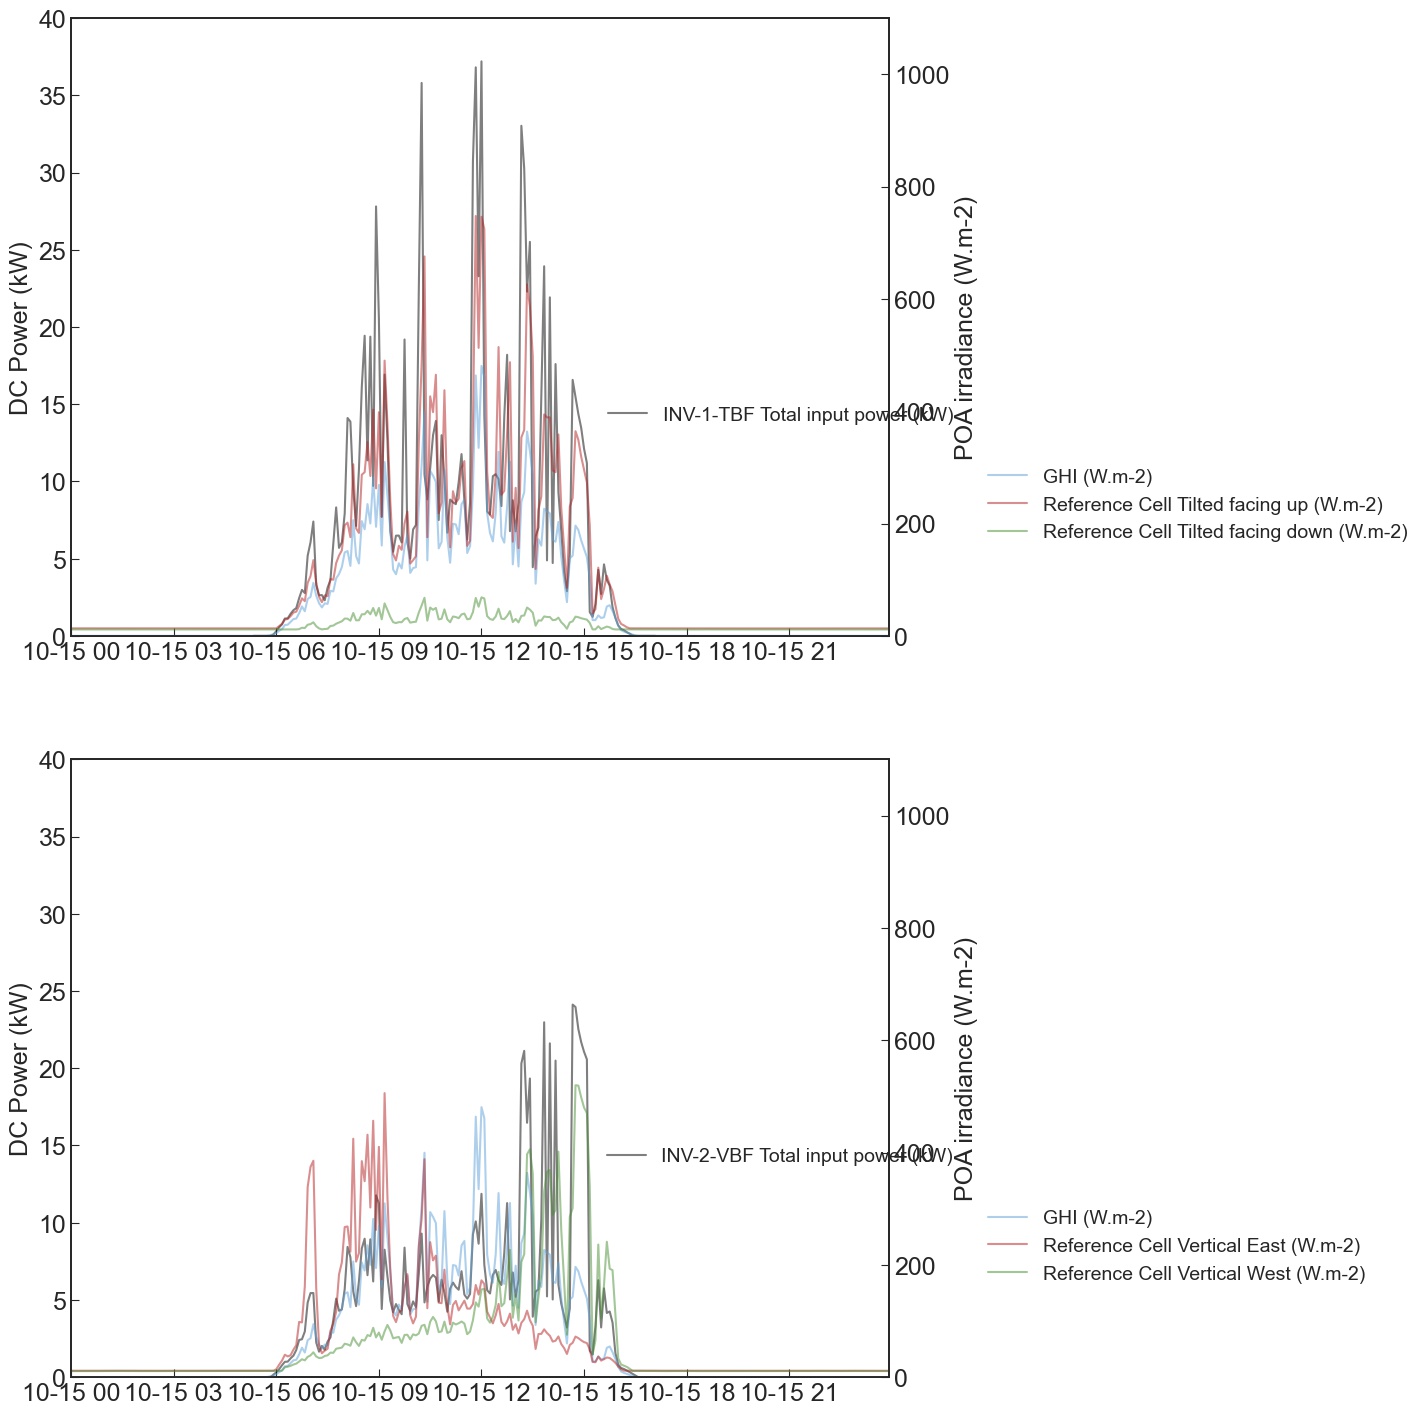 40
35
30
25
20
15
10
5
0
DC Power (kW)
1000
800
600
400
200
0
POA irradiance (W.m-2)
INV-1-TBF Total input power (kW)
GHI (W.m-2)
Reference Cell Tilted facing up (W.m-2)
Reference Cell Tilted facing down (W.m-2)
10-15 00 10-15 03 10-15 06 10-15 09 10-15 12 10-15 15 10-15 18 10-15 21
40
35
30
25
20
15
10
5
0
DC Power (kW)
1000
800
600
400
200
0
POA irradiance (W.m-2)
INV-2-VBF Total input power (kW)
GHI (W.m-2)
Reference Cell Vertical East (W.m-2)
Reference Cell Vertical West (W.m-2)
10-15 00 10-15 03 10-15 06 10-15 09 10-15 12 10-15 15 10-15 18 10-15 21